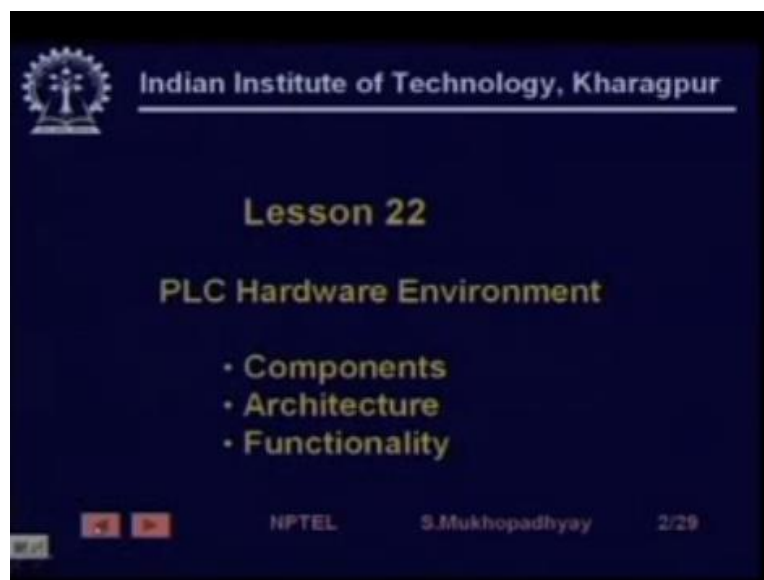 Indian Institute of Technology, Kharagpur
Lesson 22
PLC Hardware Environment
· Components
· Architecture
· Functionality
NPTEL S.Mukhopadhyay 2/29